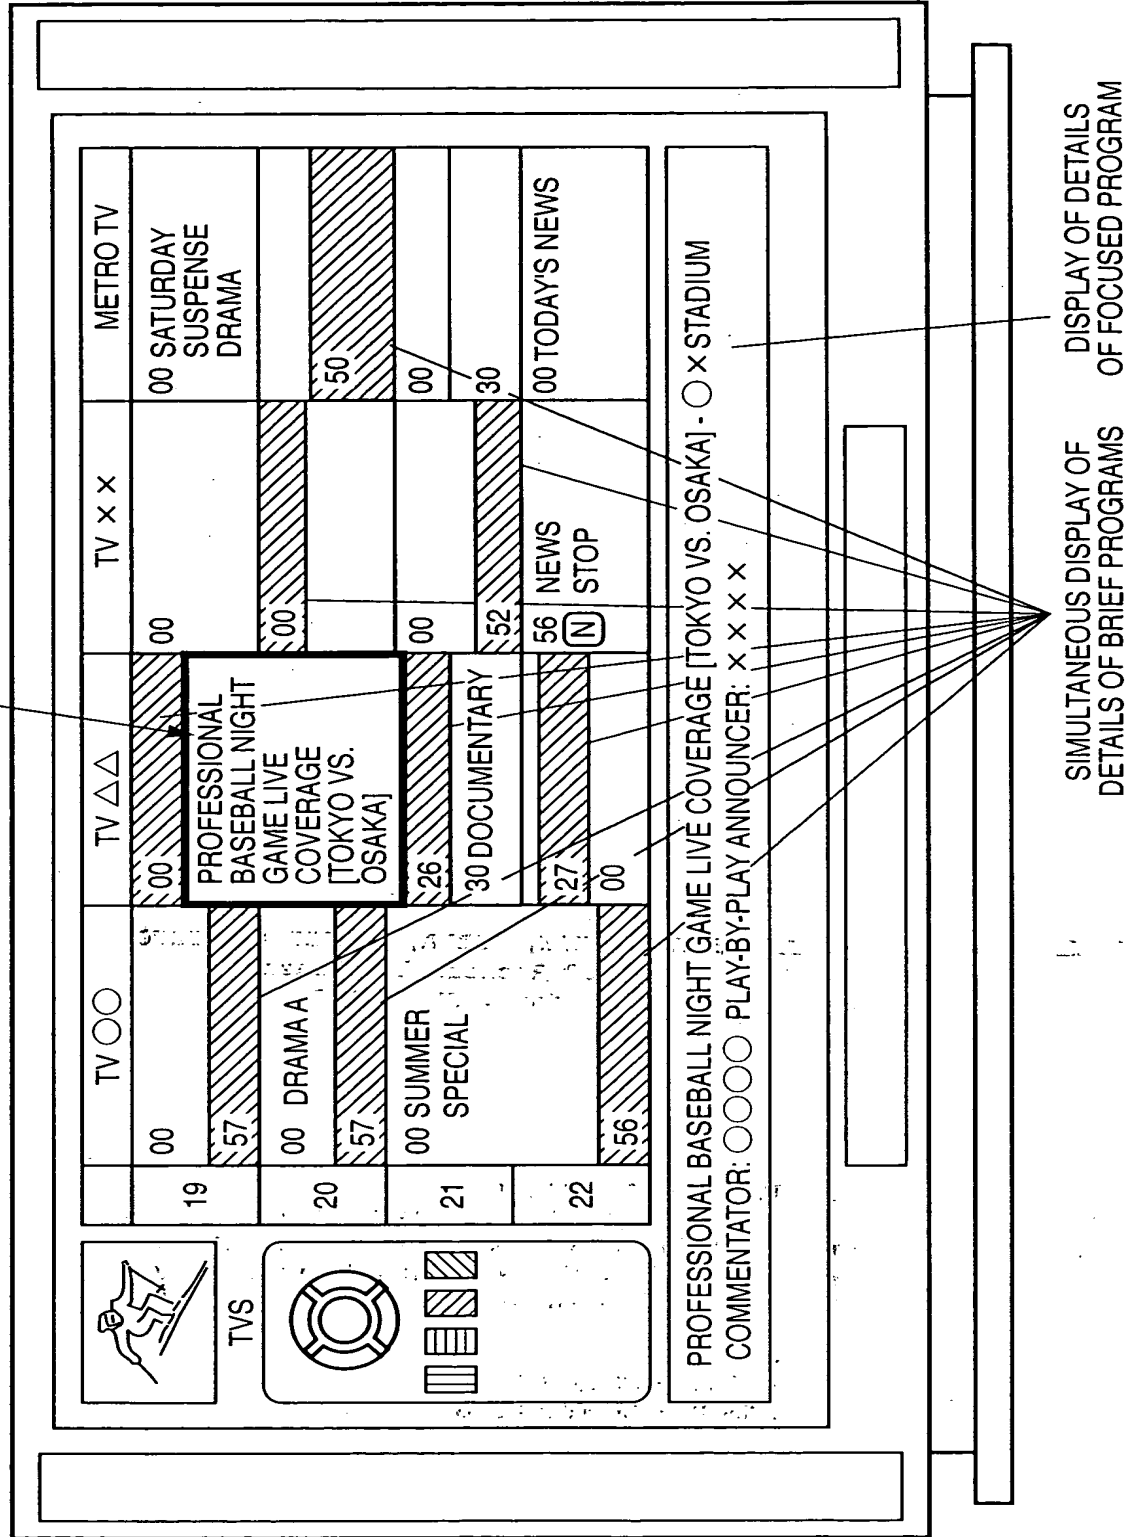 TV ○○
TV △△
TV × ×
METRO TV
19
20
21
22
00
57
00 DRAMA A
57
00 SUMMER
SPECIAL
56
00
PROFESSIONAL
BASEBALL NIGHT
GAME LIVE
COVERAGE
[TOKYO VS.
OSAKA]
26
30 DOCUMENTARY
27
00
00
00
00
52
56 NEWS
N STOP
00 SATURDAY
SUSPENSE
DRAMA
50
00
30
00 TODAY'S NEWS
TVS
PROFESSIONAL BASEBALL NIGHT GAME LIVE COVERAGE [TOKYO VS. OSAKA] - ○ × STADIUM
COMMENTATOR: ○○○○ PLAY-BY-PLAY ANNOUNCER: × × × ×
SIMULTANEOUS DISPLAY OF
DETAILS OF BRIEF PROGRAMS
DISPLAY OF DETAILS
OF FOCUSED PROGRAM